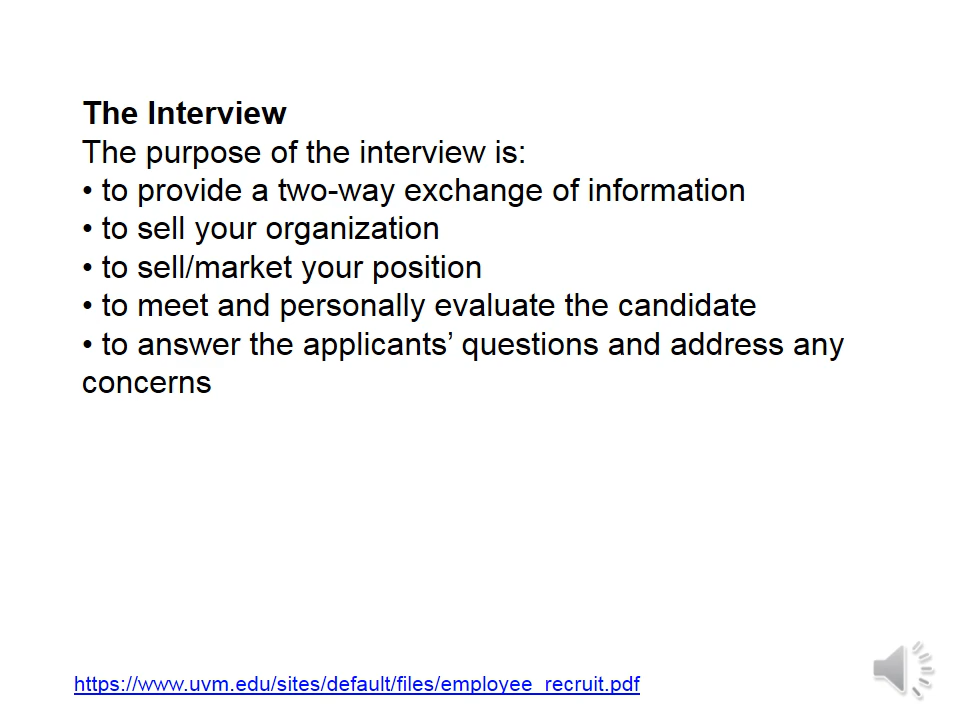 The Interview
The purpose of the interview is:
• to provide a two-way exchange of information
• to sell your organization
• to sell/market your position
• to meet and personally evaluate the candidate
• to answer the applicants’ questions and address any
concerns
https://www.uvm.edu/sites/default/files/employee_recruit.pdf